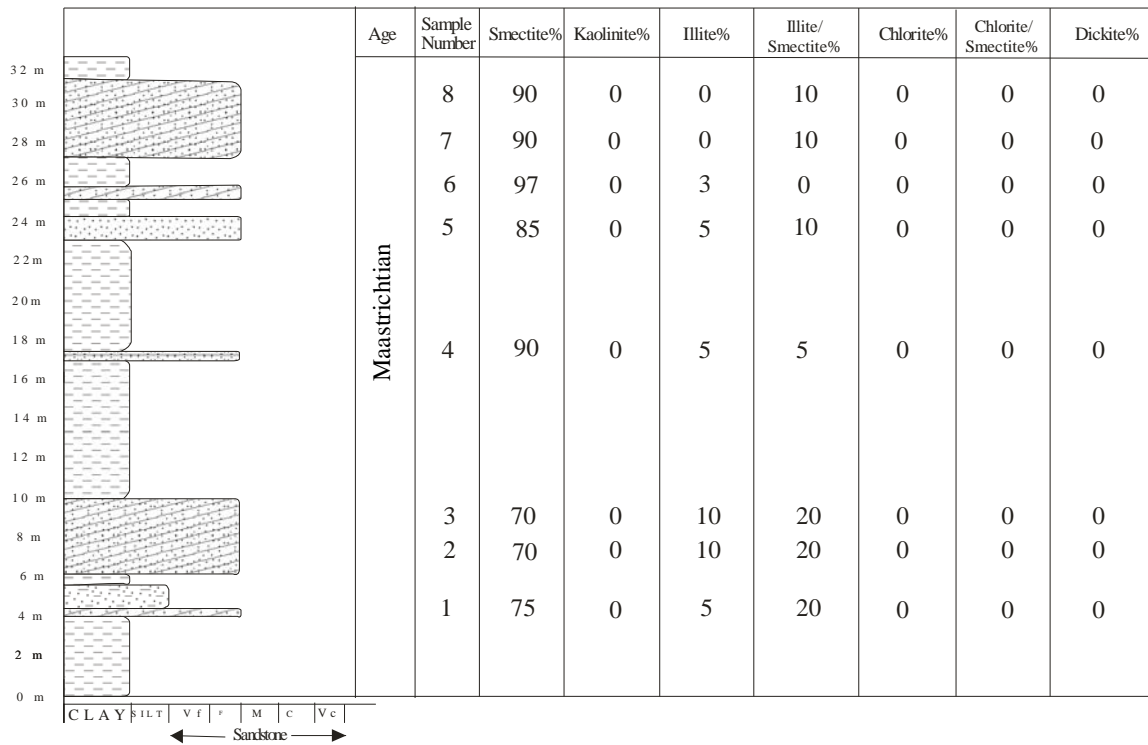 Age Sample Number Smectite% Kaolinite% Illite% Illite/ Smectite% Chlorite% Chlorite/ Smectite% Dickite%
32 m
30 m 8 90 0 0 10 0 0 0
28 m 7 90 0 0 10 0 0 0
26 m 6 97 0 3 0 0 0 0
24 m 5 85 0 5 10 0 0 0
22m
20m
Maastrichtian
18 m 4 90 0 5 5 0 0 0
16 m
14 m
12 m
10 m
3 70 0 10 20 0 0 0
8 m 2 70 0 10 20 0 0 0
6 m
4 m 1 75 0 5 20 0 0 0
2 m
0 m
CLAY SILT Vf F M C Vc
Sandstone